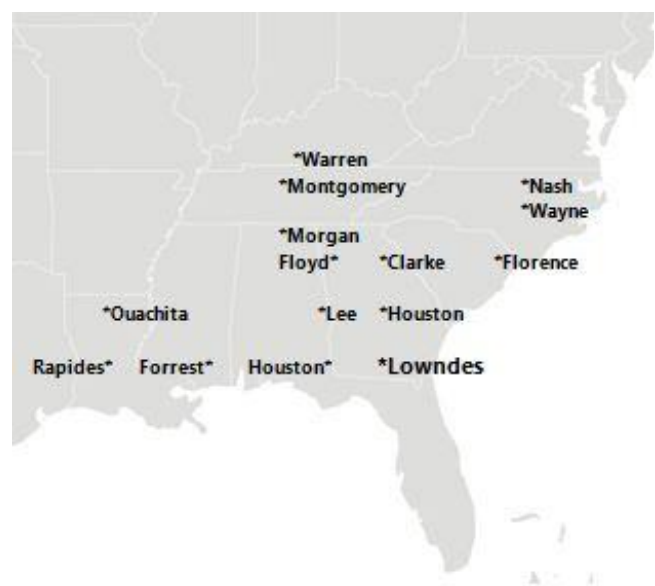 *Warren
*Montgomery
*Nash
*Wayne
*Morgan
Floyd*
*Clarke
*Florence
*Ouachita
*Lee
*Houston
Rapides*
Forrest*
Houston*
*Lowndes